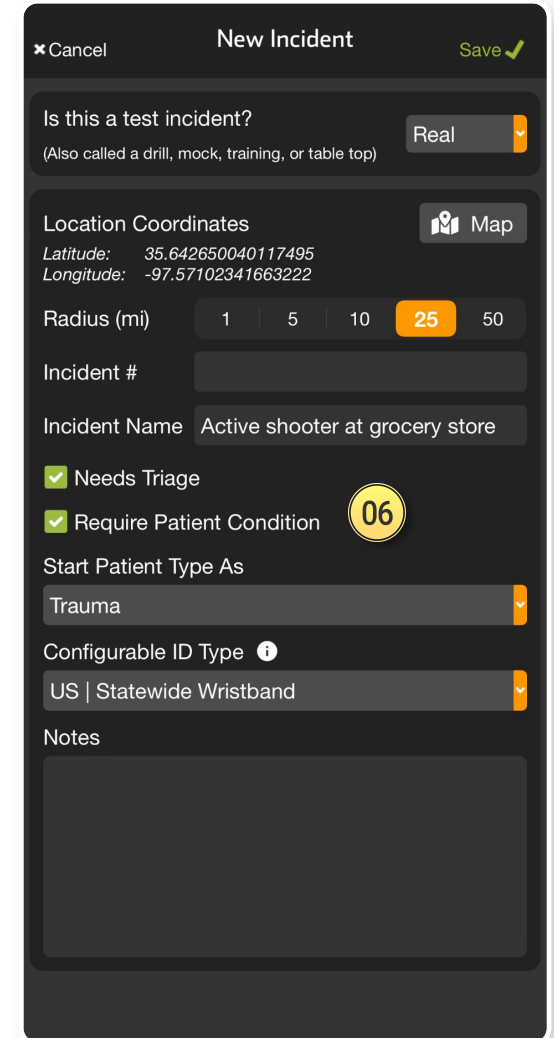 Cancel New Incident Save
Is this a test incident?
(Also called a drill, mock, training, or table top)
Real
Location Coordinates
Map
Latitude: 35.642650040117495
Longitude: -97.57102341663222
Radius (mi) 1 5 10 25 50
Incident #
Incident Name Active shooter at grocery store
Needs Triage
Require Patient Condition
06
Start Patient Type As
Trauma
Configurable ID Type i
US | Statewide Wristband
Notes